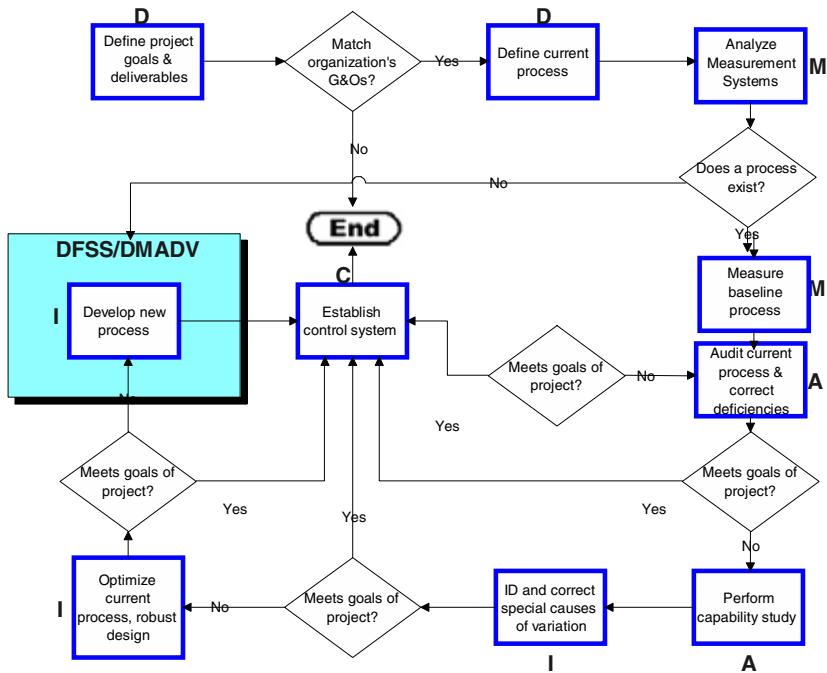 D
Define project
goals &
deliverables
Match
organization's
G&Os?
Yes
D
Define current
process
Analyze
Measurement
Systems
M
No
Does a process
exist?
No
Yes
End
DFSS/DMADV
I
Develop new
process
C
Establish
control system
Measure
baseline
process
M
Meets goals of
project?
No
Audit current
process &
correct
deficiencies
A
No
Yes
Meets goals of
project?
Yes
Yes
Meets goals of
project?
Yes
No
I
Optimize
current
process, robust
design
No
Meets goals of
project?
ID and correct
special causes
of variation
I
Perform
capability study
A